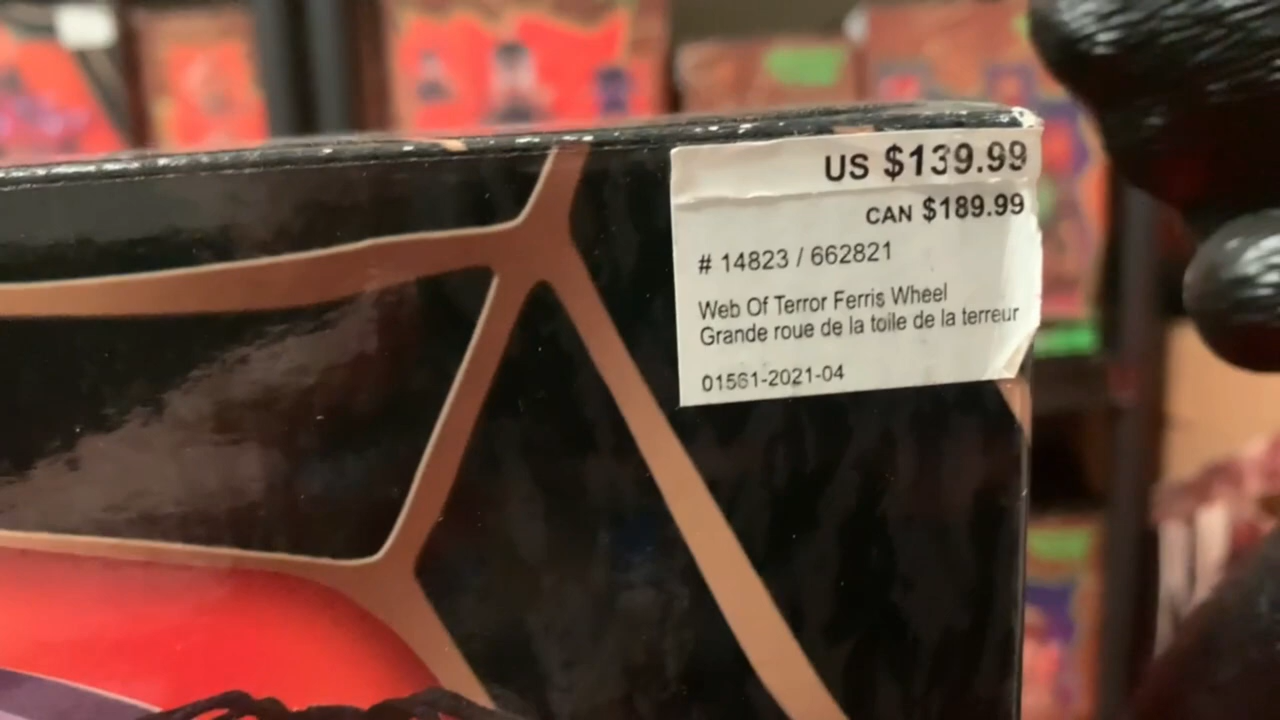 US $139.99
CAN $189.99
# 14823 / 662821
Web Of Terror Ferris Wheel
Grande roue de la toile de la terreur
01561-2021-04